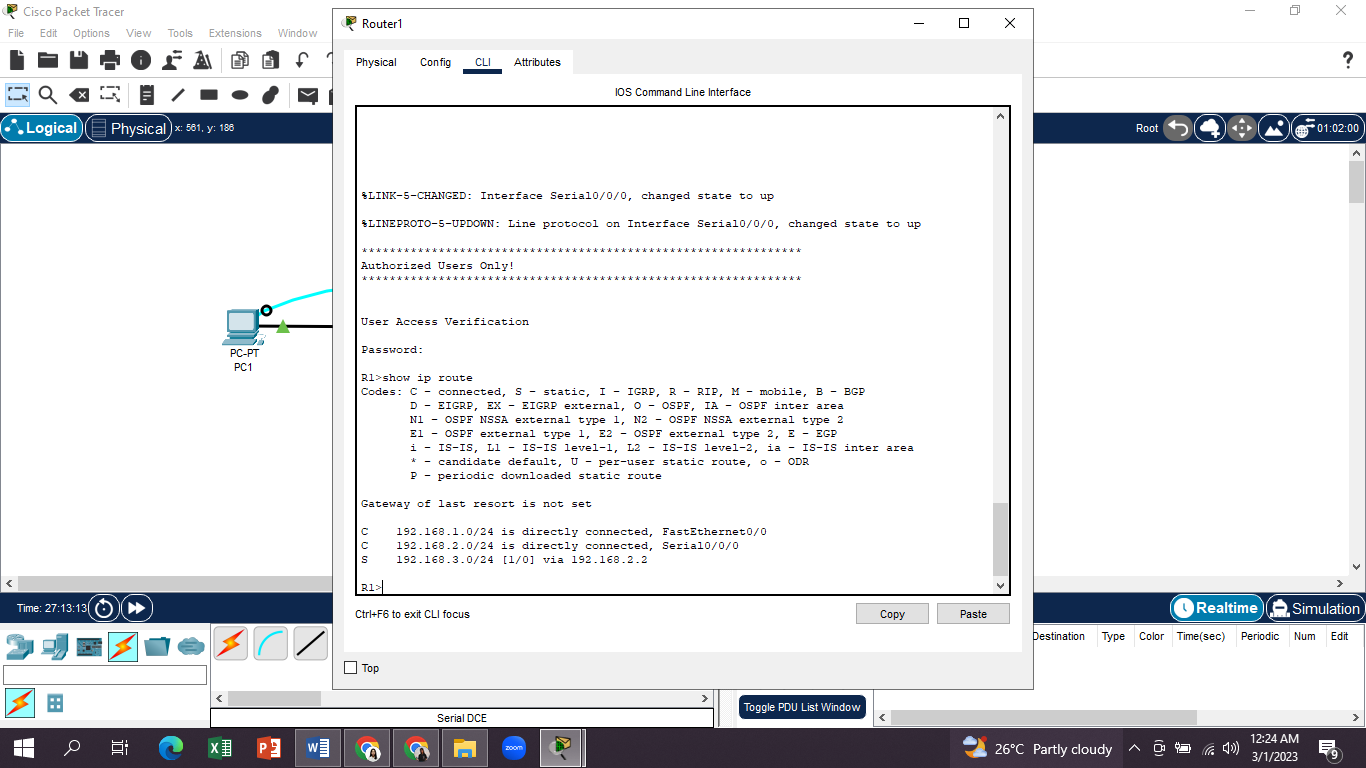 Cisco Packet Tracer
File Edit Options View Tools Extensions Window
Logical
Physical
x: 561, y: 186
Root
01:02:00
PC-PT
PC1
Router1
Physical Config CLI Attributes
IOS Command Line Interface
%LINK-5-CHANGED: Interface Serial0/0/0, changed state to up
%LINEPROTO-5-UPDOWN: Line protocol on Interface Serial0/0/0, changed state to up
***************************************************************
Authorized Users Only!
***************************************************************
User Access Verification
Password:
R1>show ip route
Codes: C - connected, S - static, I - IGRP, R - RIP, M - mobile, B - BGP
D - EIGRP, EX - EIGRP external, O - OSPF, IA - OSPF inter area
N1 - OSPF NSSA external type 1, N2 - OSPF NSSA external type 2
E1 - OSPF external type 1, E2 - OSPF external type 2, E - EGP
i - IS-IS, L1 - IS-IS level-1, L2 - IS-IS level-2, ia - IS-IS inter area
* - candidate default, U - per-user static route, o - ODR
P - periodic downloaded static route
Gateway of last resort is not set
C 192.168.1.0/24 is directly connected, FastEthernet0/0
C 192.168.2.0/24 is directly connected, Serial0/0/0
S 192.168.3.0/24 [1/0] via 192.168.2.2
R1>
Ctrl+F6 to exit CLI focus
Copy
Paste
Top
Time: 27:13:13
Realtime
Simulation
Destination Type Color Time(sec) Periodic Num Edit
Serial DCE
Toggle PDU List Window
zoom
26°C Partly cloudy
12:24 AM
3/1/2023
9